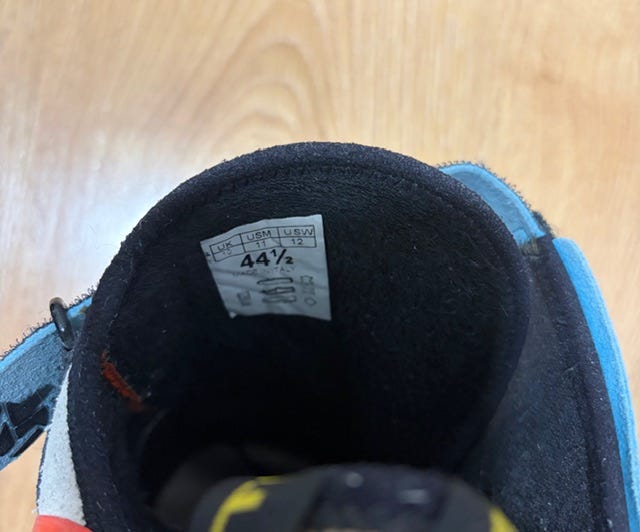 UK USM USW
10 11 12
44½
MADE IN ITALY